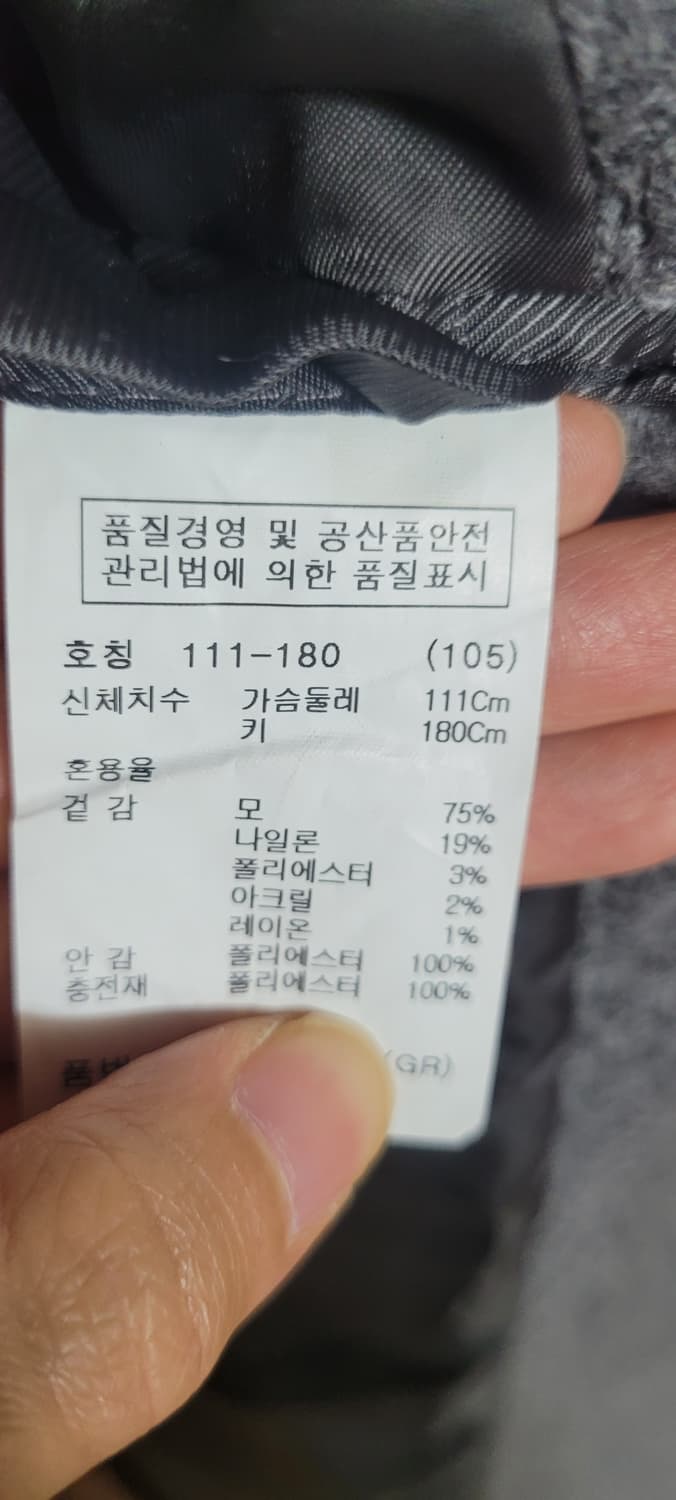 품질경영 및 공산품안전
관리법에 의한 품질표시
호칭 111-180 (105)
신체치수 가슴둘레 111Cm
키 180Cm
혼용율
겉 감 모 75%
나일론 19%
폴리에스터 3%
아크릴 2%
레이온 1%
안 감 폴리에스터 100%
충전재 폴리에스터 100%
(GR)